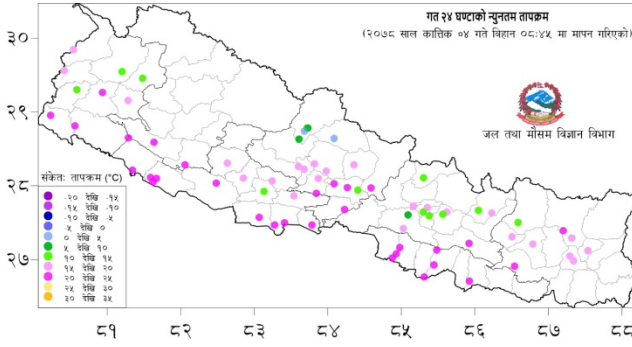 गत २४ घण्टाको न्युनतम तापक्रम
(२०७८ साल कात्तिक ०४ गते बिहान ०८:४५ मा मापन गरिएको)
३०
२९
२८
२७
जल तथा मौसम विज्ञान विभाग
संकेतः तापक्रम (°C)
-२० देखि -१५
-१५ देखि -१०
-१० देखि -५
-५ देखि ०
० देखि ५
५ देखि १०
१० देखि १५
१५ देखि २०
२० देखि २५
२५ देखि ३०
३० देखि ३५
८१ ८२ ८३ ८४ ८५ ८६ ८७ ८८